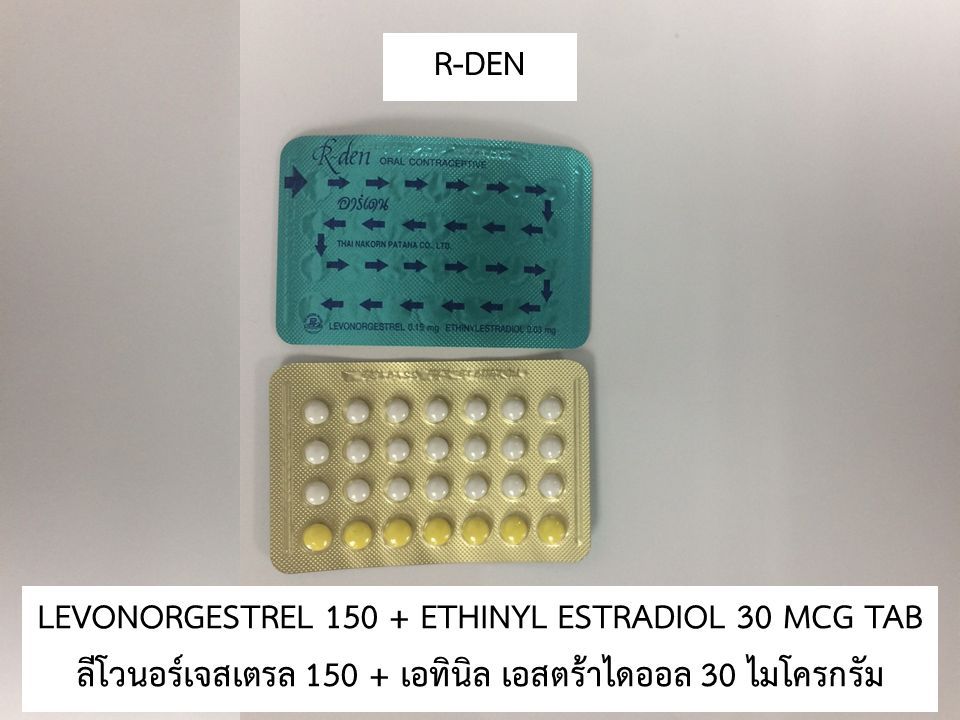 R-DEN
R-den ORAL CONTRACEPTIVE
อาร์เดน
THAI NAKORN PATANA CO., LTD.
LEVONORGESTREL 0.15 mg ETHINYLESTRADIOL 0.03 mg
LEVONORGESTREL 150 + ETHINYL ESTRADIOL 30 MCG TAB
ลีโวนอร์เจสเตรล 150 + เอทินิล เอสตร้าไดออล 30 ไมโครกรัม